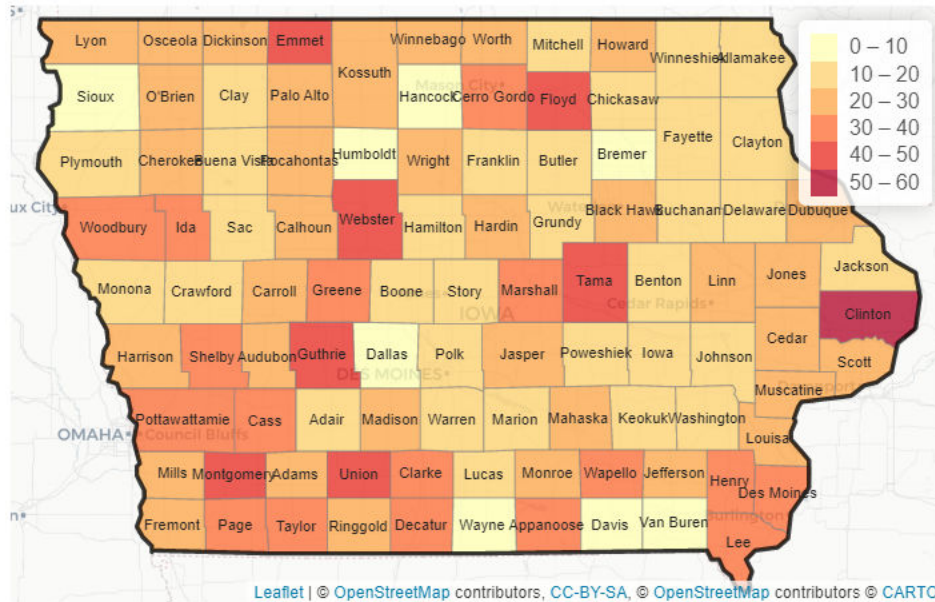 Lyon Osceola Dickinson Emmet Winnebago Worth Mitchell Howard Winneshiek Allamakee
Kossuth
Mason City
Sioux O'Brien Clay Palo Alto Hancock Cerro Gordo Floyd Chickasaw
Fayette Clayton
Plymouth Cherokee Buena Vista Pocahontas Humboldt Wright Franklin Butler Bremer
ux City
Woodbury Ida Sac Calhoun Webster Hamilton Hardin Grundy Black Hawk Buchanan Delaware Dubuque
Monona Crawford Carroll Greene Boone Story Marshall Tama Benton Linn Jones Jackson
Cedar Rapids
IOWA
Clinton
Harrison Shelby Audubon Guthrie Dallas Polk Jasper Poweshiek Iowa Johnson Cedar Scott
DES MOINES
Muscatine
Pottawattamie Cass Adair Madison Warren Marion Mahaska Keokuk Washington
OMAHA Council Bluffs
Louisa
Mills Montgomery Adams Union Clarke Lucas Monroe Wapello Jefferson Henry Des Moines
Burlington
Fremont Page Taylor Ringgold Decatur Wayne Appanoose Davis Van Buren Lee
0 – 10
10 – 20
20 – 30
30 – 40
40 – 50
50 – 60
Leaflet | © OpenStreetMap contributors, CC-BY-SA, © OpenStreetMap contributors © CARTO